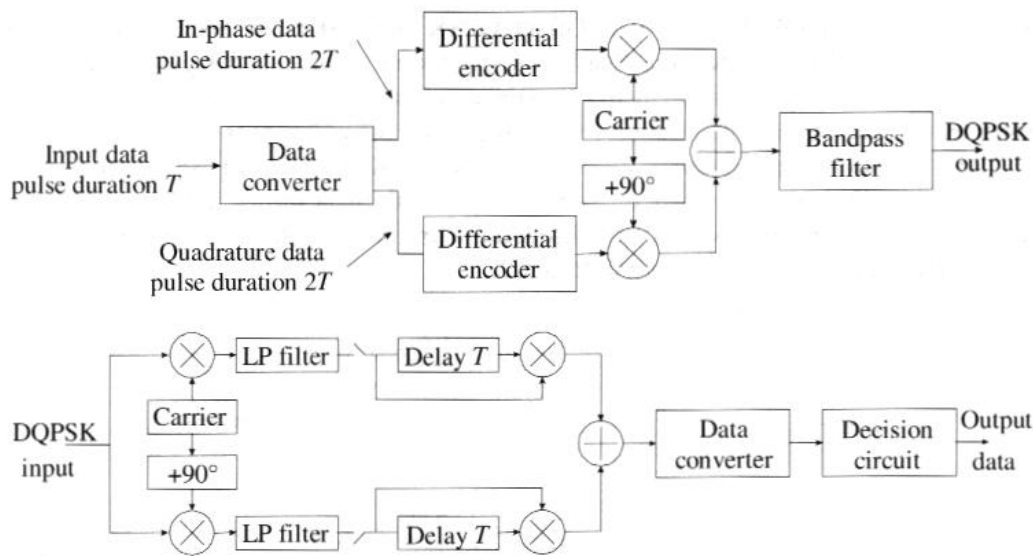 In-phase data
pulse duration 2T
Differential
encoder
Carrier
Input data
pulse duration T
Data
converter
+90°
Bandpass
filter
DQPSK
output
Quadrature data
pulse duration 2T
Differential
encoder
LP filter
Delay T
Carrier
DQPSK
input
+90°
Data
converter
Decision
circuit
Output
data
LP filter
Delay T